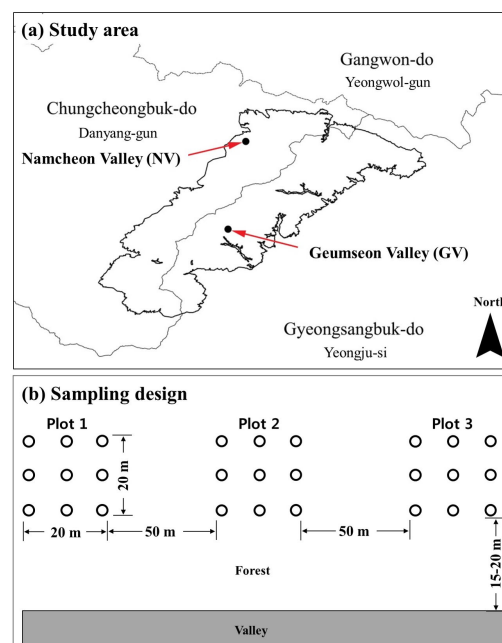 (a) Study area
Gangwon-do
Yeongwol-gun
Chungcheongbuk-do
Danyang-gun
Namcheon Valley (NV)
Geumseon Valley (GV)
North
Gyeongsangbuk-do
Yeongju-si
(b) Sampling design
Plot 1
Plot 2
Plot 3
20 m
20 m
50 m
50 m
15-20 m
Forest
Valley